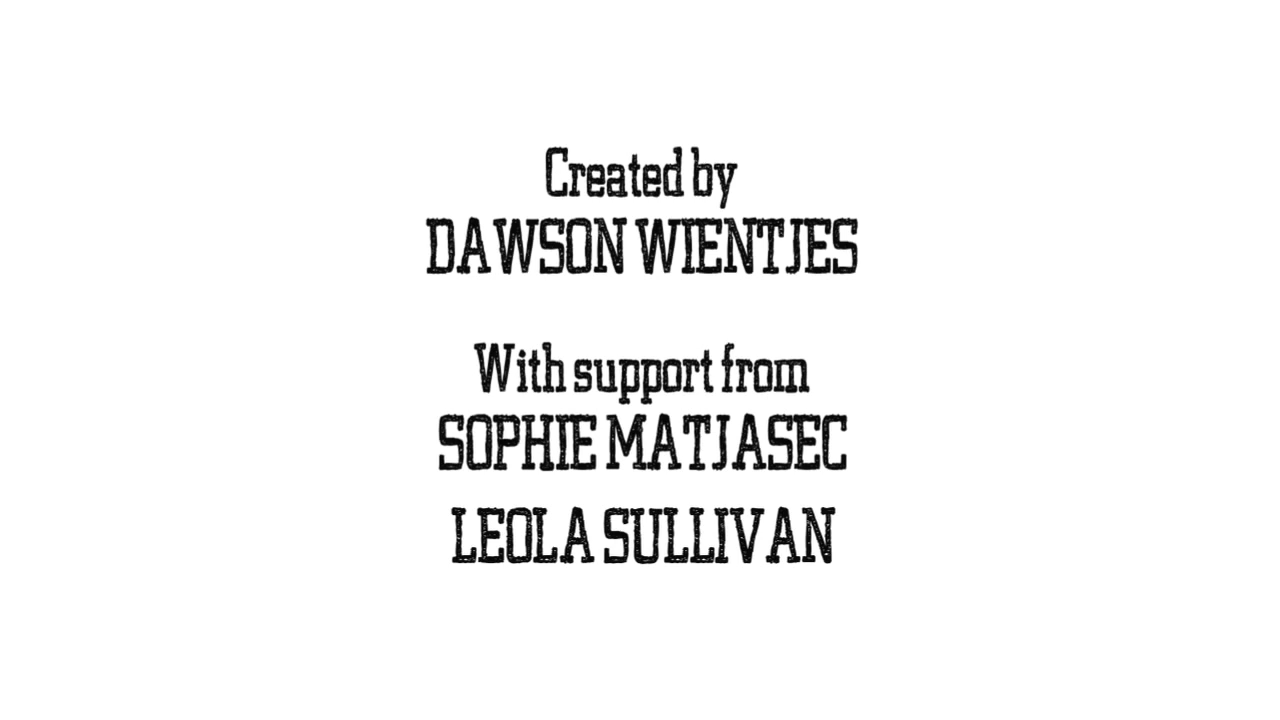 Created by
DAWSON WIENTJES
With support from
SOPHIE MATJASEC
LEOLA SULLIVAN